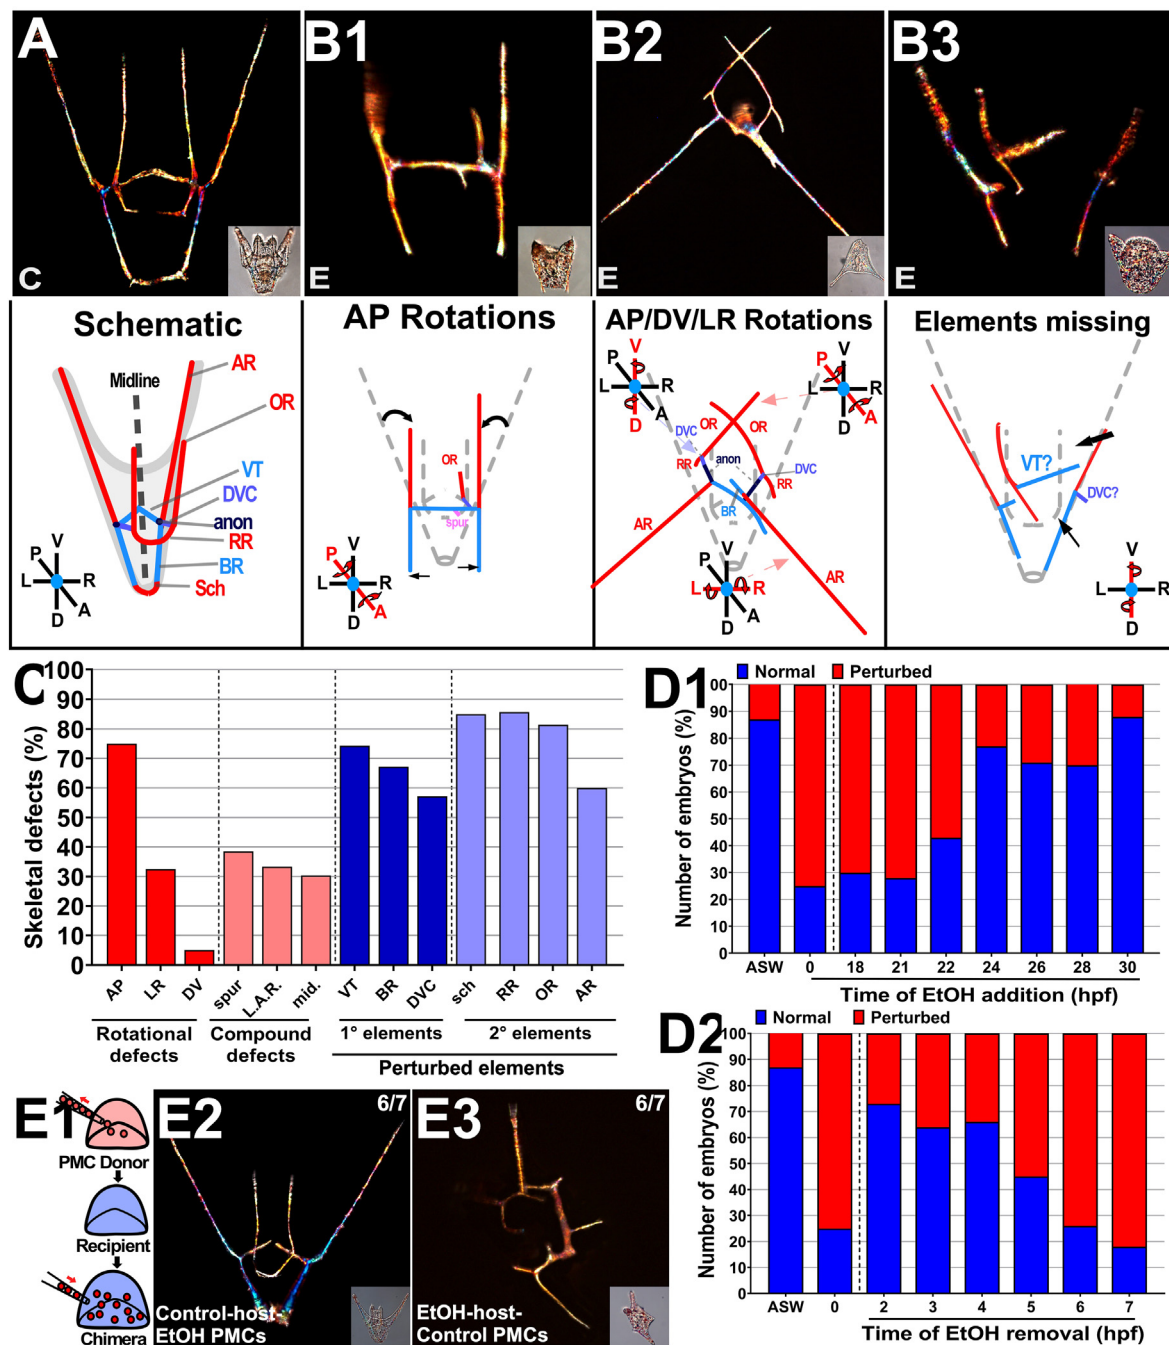 A
B1
B2
B3
C
E
E
E
Schematic
Midline
AR
OR
VT
DVC
anon
RR
BR
Sch
V
P
L
R
A
D
AP Rotations
OR
spur
V
P
L
R
D
A
AP/DV/LR Rotations
V
P
L
R
A
D
V
P
L
R
D
A
OR
OR
DVC
anon
RR
DVC
RR
BR
AR
AR
V
P
L
R
D
A
Elements missing
VT?
DVC?
V
P
L
R
A
D
C
Skeletal defects (%)
100
90
80
70
60
50
40
30
20
10
0
AP
LR
DV
spur
L.A.R.
mid.
VT
BR
DVC
sch
RR
OR
AR
Rotational defects
Compound defects
1° elements
2° elements
Perturbed elements
D1
Normal
Perturbed
Number of embryos (%)
00
90
80
70
60
50
40
30
20
10
0
ASW
0
18
21
22
24
26
28
30
Time of EtOH addition (hpf)
D2
Normal
Perturbed
Number of embryos (%)
100
90
80
70
60
50
40
30
20
10
0
ASW
0
2
3
4
5
6
7
Time of EtOH removal (hpf)
E1
PMC Donor
Recipient
Chimera
E2
6/7
Control-host-
EtOH PMCs
E3
6/7
EtOH-host-
Control PMCs